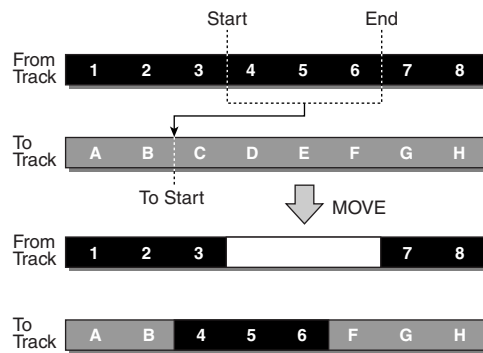 Start End
From
Track 1 2 3 4 5 6 7 8
To
Track A B C D E F G H
To Start
MOVE
From
Track 1 2 3 7 8
To
Track A B 4 5 6 F G H